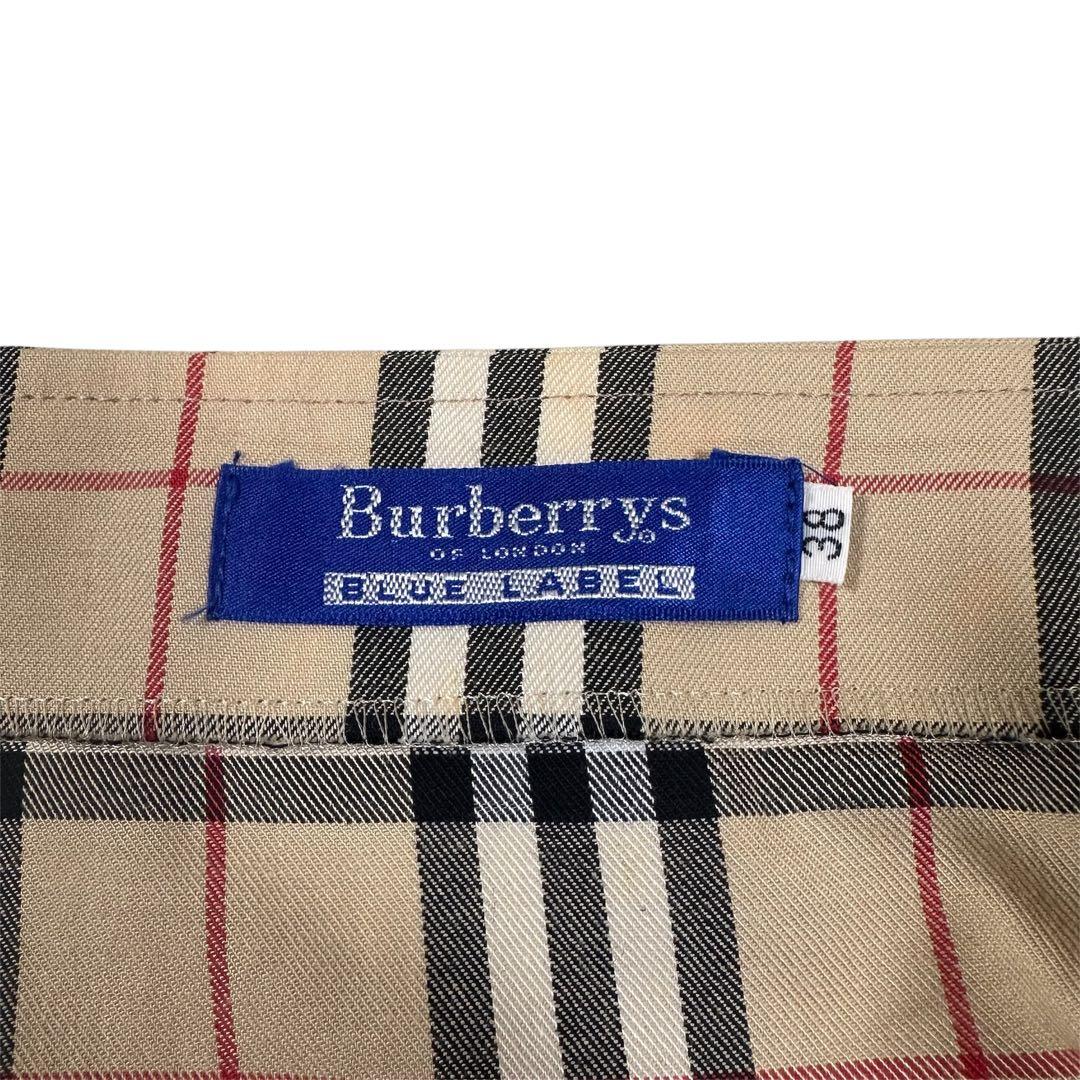 Burberrys
OF LONDON
BLUE LABEL
38